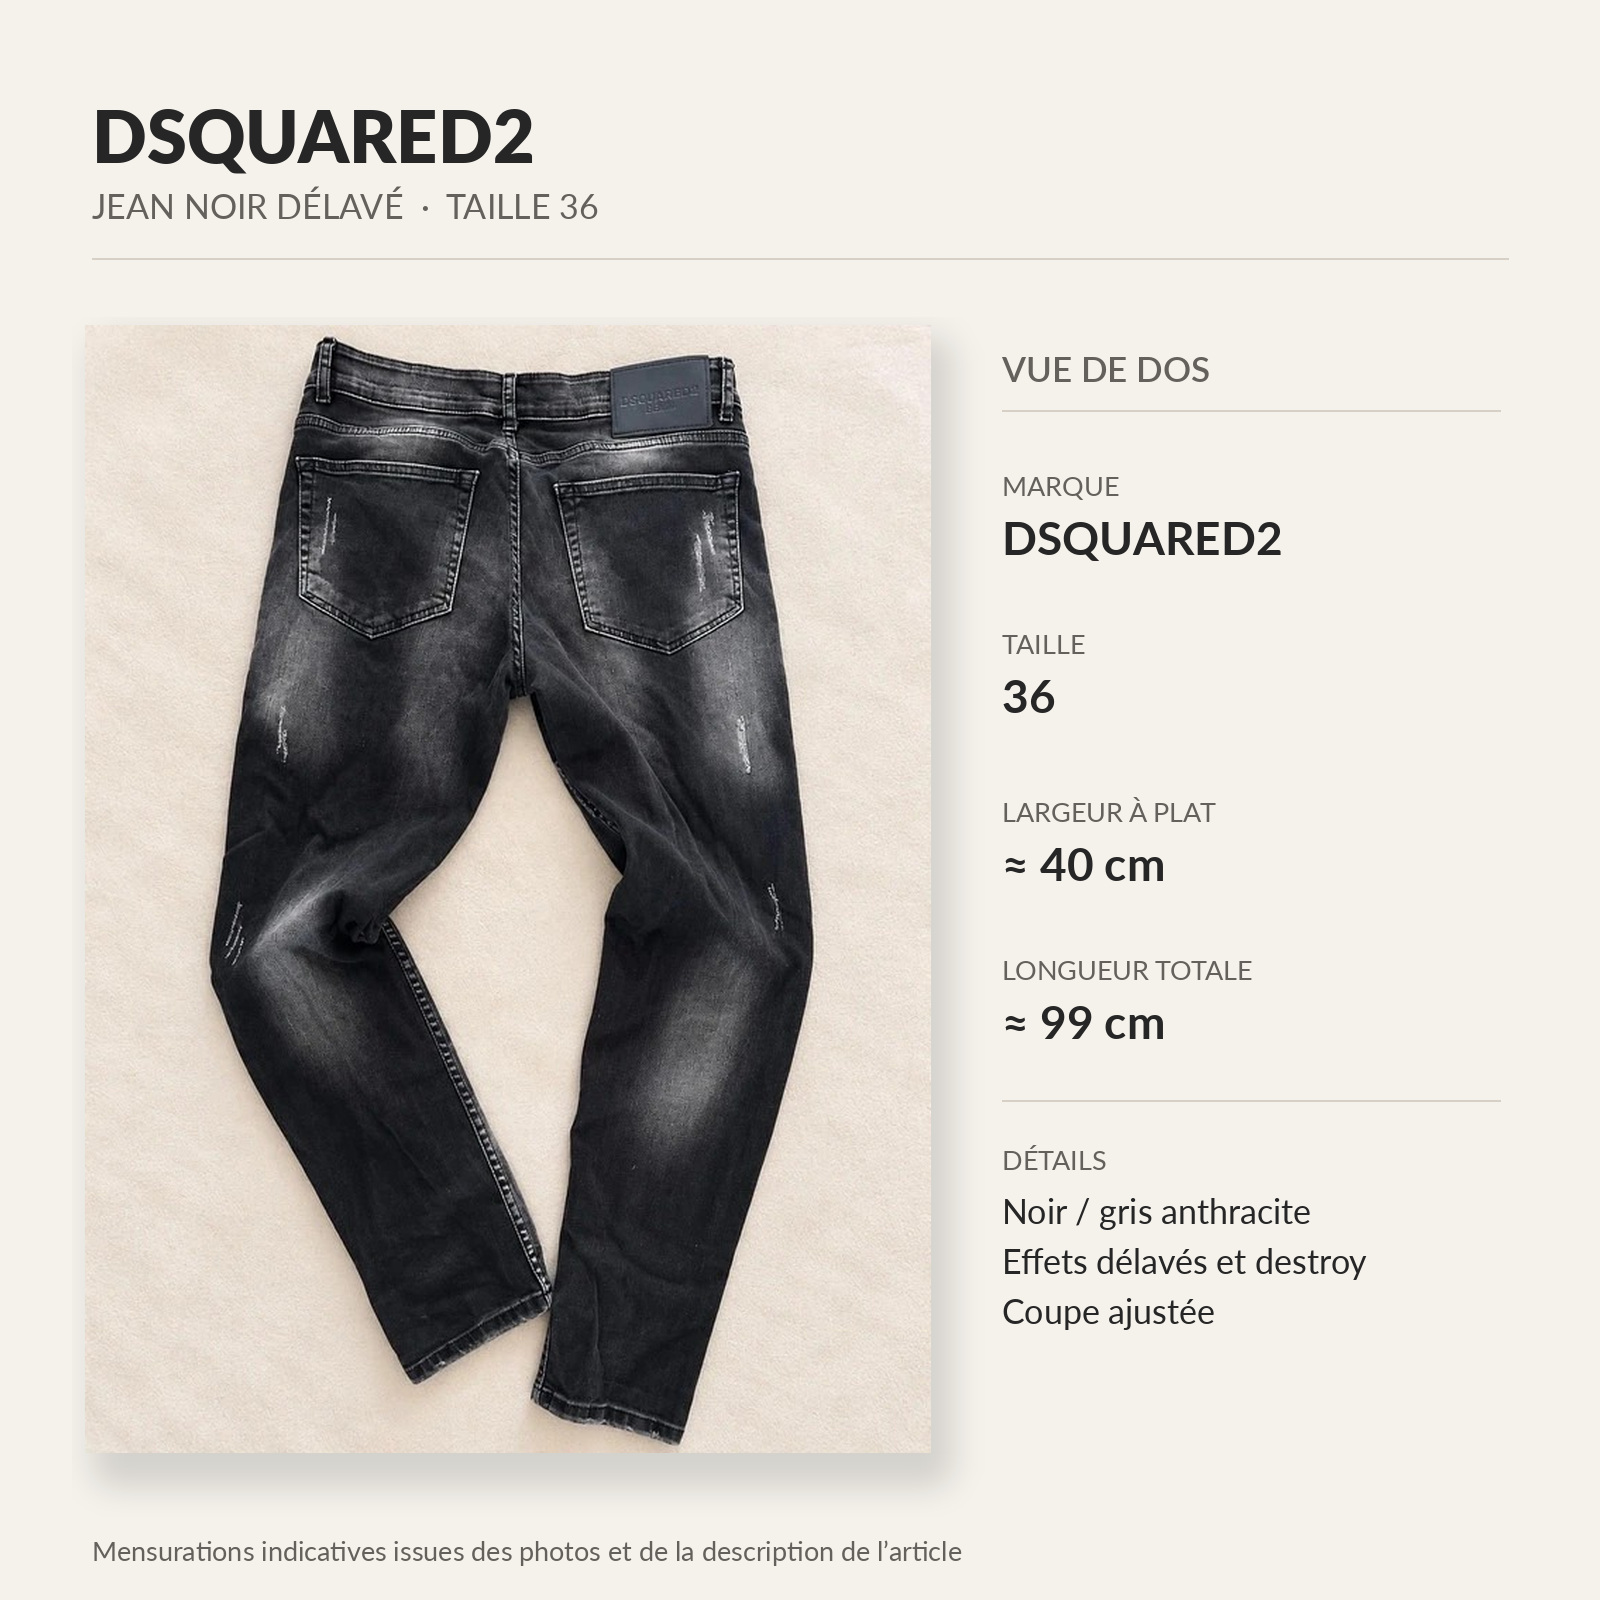 DSQUARED2
JEAN NOIR DÉLAVÉ · TAILLE 36
DSQUARED2
VUE DE DOS
MARQUE
DSQUARED2
TAILLE
36
LARGEUR À PLAT
≈ 40 cm
LONGUEUR TOTALE
≈ 99 cm
DÉTAILS
Noir / gris anthracite
Effets délavés et destroy
Coupe ajustée
Mensurations indicatives issues des photos et de la description de l’article